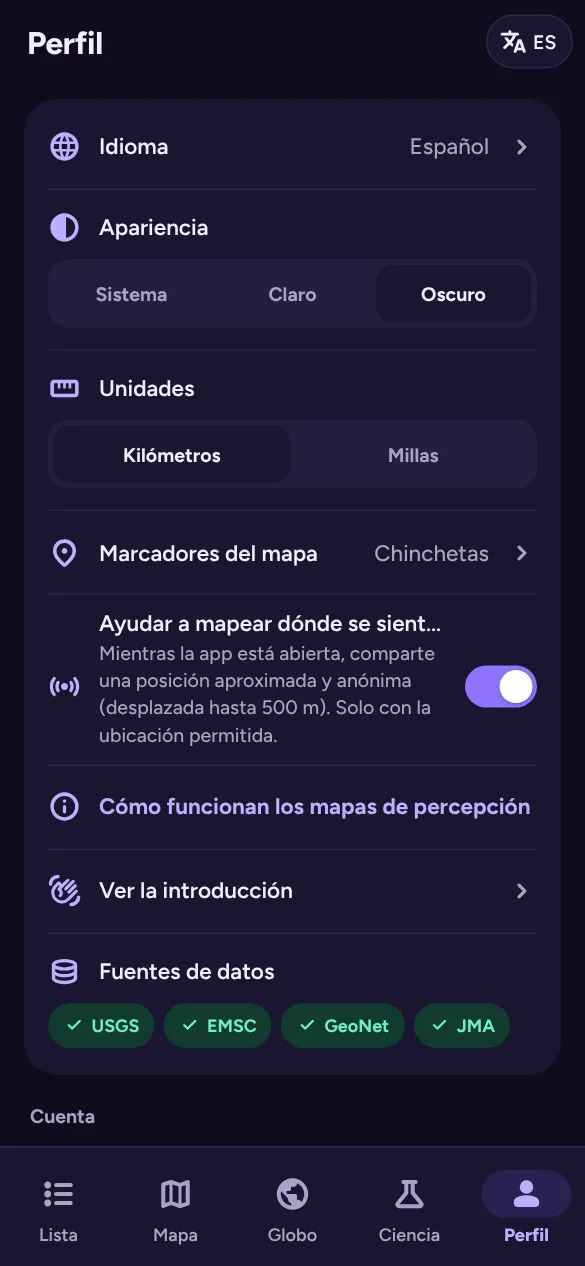 Perfil
ES
Idioma
Español
Apariencia
Sistema
Claro
Oscuro
Unidades
Kilómetros
Millas
Marcadores del mapa
Chinchetas
Ayudar a mapear dónde se sient...
Mientras la app está abierta, comparte
una posición aproximada y anónima
(desplazada hasta 500 m). Solo con la
ubicación permitida.
Cómo funcionan los mapas de percepción
Ver la introducción
Fuentes de datos
USGS
EMSC
GeoNet
JMA
Cuenta
Lista
Mapa
Globo
Ciencia
Perfil